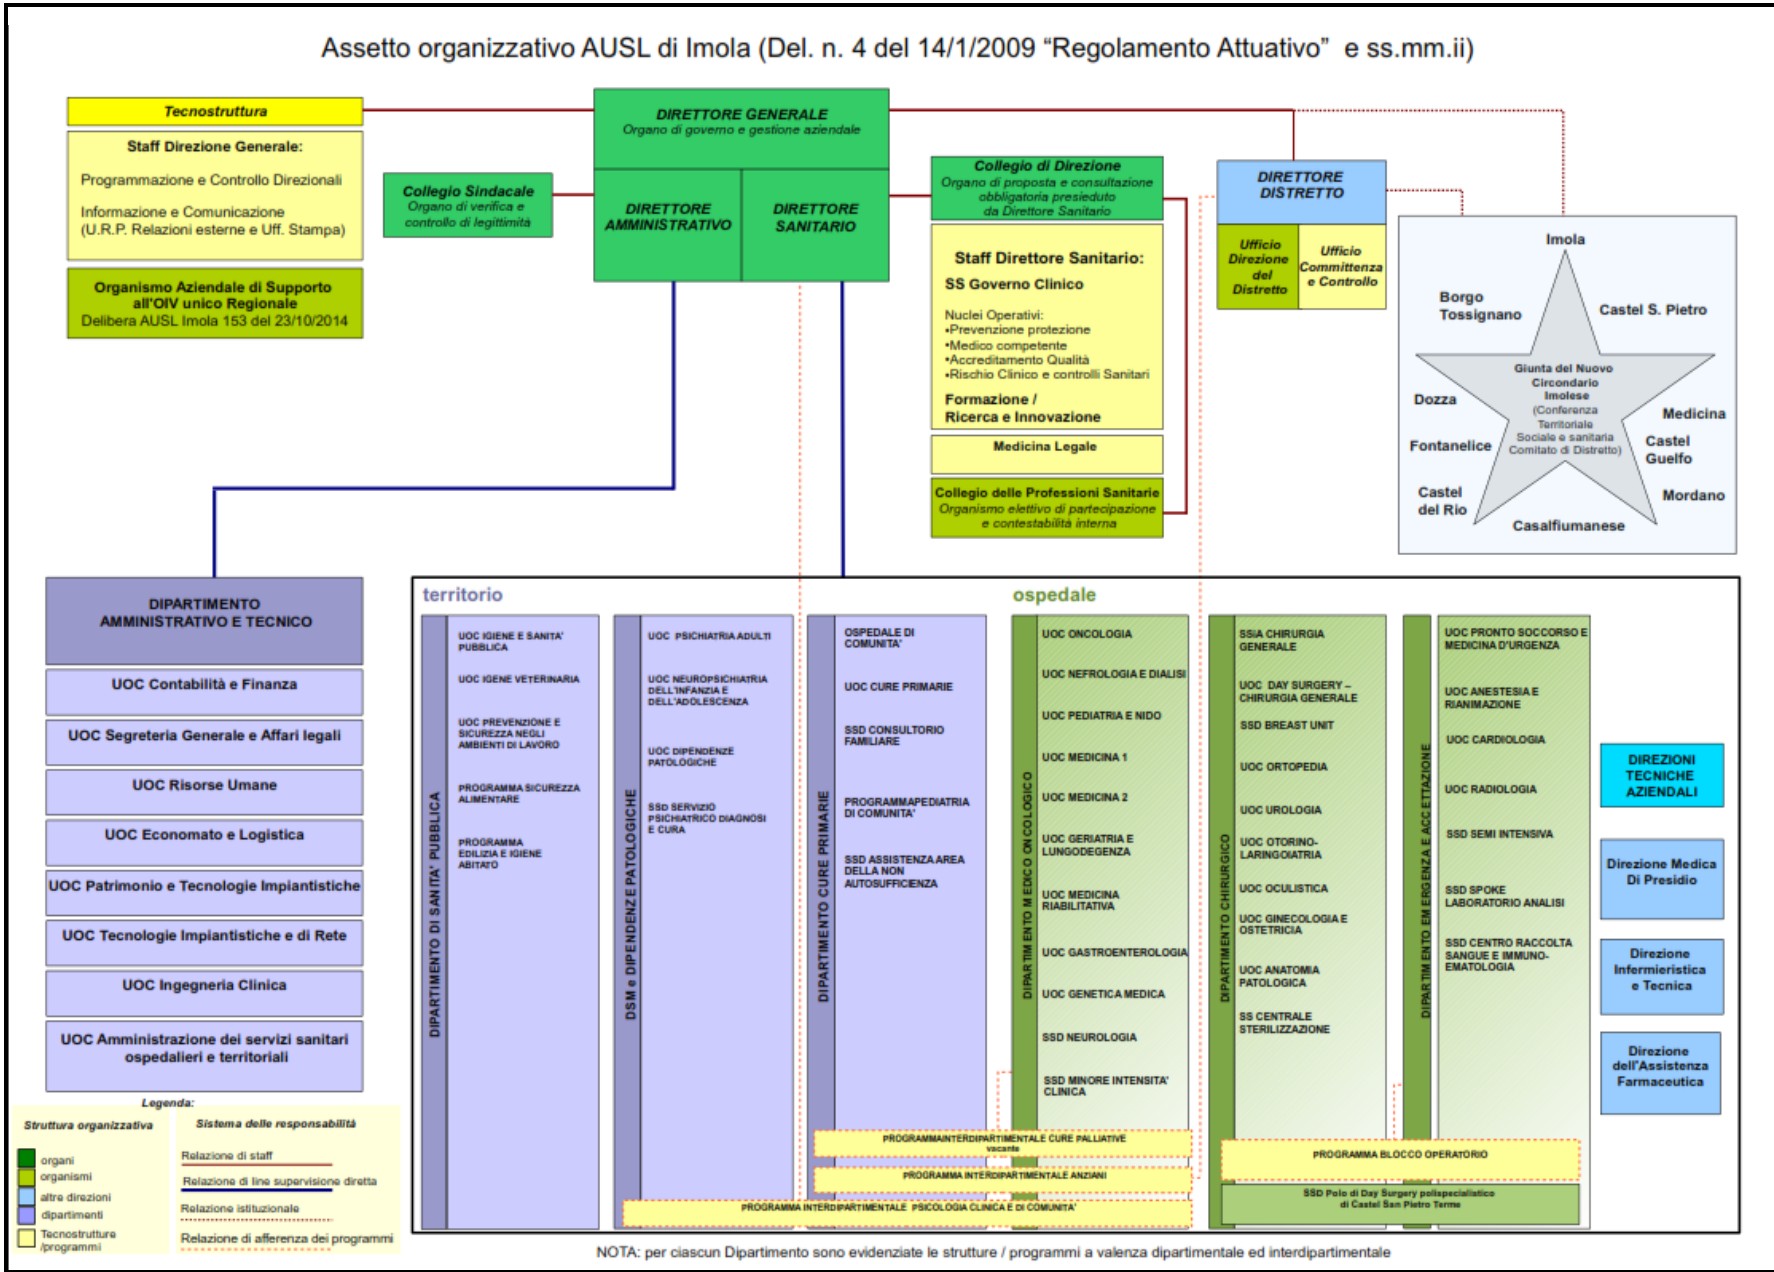 Assetto organizzativo AUSL di Imola (Del. n. 4 del 14/1/2009 “Regolamento Attuativo” e ss.mm.ii)
Tecnostruttura
Staff Direzione Generale:
Programmazione e Controllo Direzionali
Informazione e Comunicazione
(U.R.P. Relazioni esterne e Uff. Stampa)
Organismo Aziendale di Supporto
all'OIV unico Regionale
Delibera AUSL Imola 153 del 23/10/2014
Collegio Sindacale
Organo di verifica e
controllo di legittimità
DIRETTORE GENERALE
Organo di governo e gestione aziendale
DIRETTORE
AMMINISTRATIVO
DIRETTORE
SANITARIO
Collegio di Direzione
Organo di proposta e consultazione
obbligatoria presieduto
da Direttore Sanitario
Staff Direttore Sanitario:
SS Governo Clinico
Nuclei Operativi:
•Prevenzione protezione
•Medico competente
•Accreditamento Qualità
•Rischio Clinico e controlli Sanitari
Formazione /
Ricerca e Innovazione
Medicina Legale
Collegio delle Professioni Sanitarie
Organismo elettivo di partecipazione
e contestabilità interna
DIRETTORE
DISTRETTO
Ufficio
Direzione
del
Distretto
Ufficio
Committenza
e Controllo
Imola
Borgo
Tossignano
Castel S. Pietro
Giunta del Nuovo
Circondario
Imolese
(Conferenza
Territoriale
Sociale e sanitaria
Comitato di Distretto)
Dozza
Medicina
Fontanelice
Castel
Guelfo
Castel
del Rio
Mordano
Casalfiumanese
DIPARTIMENTO
AMMINISTRATIVO E TECNICO
UOC Contabilità e Finanza
UOC Segreteria Generale e Affari legali
UOC Risorse Umane
UOC Economato e Logistica
UOC Patrimonio e Tecnologie Impiantistiche
UOC Tecnologie Impiantistiche e di Rete
UOC Ingegneria Clinica
UOC Amministrazione dei servizi sanitari
ospedalieri e territoriali
territorio
DIPARTIMENTO DI SANITA' PUBBLICA
UOC IGIENE E SANITA'
PUBBLICA
UOC IGENE VETERINARIA
UOC PREVENZIONE E
SICUREZZA NEGLI
AMBIENTI DI LAVORO
PROGRAMMA SICUREZZA
ALIMENTARE
PROGRAMMA
EDILIZIA E IGIENE
ABITATO
DSM e DIPENDENZE PATOLOGICHE
UOC PSICHIATRIA ADULTI
UOC NEUROPSICHIATRIA
DELL'INFANZIA E
DELL'ADOLESCENZA
UOC DIPENDENZE
PATOLOGICHE
SSD SERVIZIO
PSICHIATRICO DIAGNOSI
E CURA
DIPARTIMENTO CURE PRIMARIE
OSPEDALE DI
COMUNITA'
UOC CURE PRIMARIE
SSD CONSULTORIO
FAMILIARE
PROGRAMMAPEDIATRIA
DI COMUNITA'
SSD ASSISTENZA AREA
DELLA NON
AUTOSUFFICIENZA
ospedale
DIPARTIMENTO MEDICO ONCOLOGICO
UOC ONCOLOGIA
UOC NEFROLOGIA E DIALISI
UOC PEDIATRIA E NIDO
UOC MEDICINA 1
UOC MEDICINA 2
UOC GERIATRIA E
LUNGODEGENZA
UOC MEDICINA
RIABILITATIVA
UOC GASTROENTEROLOGIA
UOC GENETICA MEDICA
SSD NEUROLOGIA
SSD MINORE INTENSITA'
CLINICA
DIPARTIMENTO CHIRURGICO
SSIA CHIRURGIA
GENERALE
UOC DAY SURGERY –
CHIRURGIA GENERALE
SSD BREAST UNIT
UOC ORTOPEDIA
UOC UROLOGIA
UOC OTORINO-
LARINGOIATRIA
UOC OCULISTICA
UOC GINECOLOGIA E
OSTETRICIA
UOC ANATOMIA
PATOLOGICA
SS CENTRALE
STERILIZZAZIONE
DIPARTIMENTO EMERGENZA E ACCETTAZIONE
UOC PRONTO SOCCORSO E
MEDICINA D'URGENZA
UOC ANESTESIA E
RIANIMAZIONE
UOC CARDIOLOGIA
UOC RADIOLOGIA
SSD SEMI INTENSIVA
SSD SPOKE
LABORATORIO ANALISI
SSD CENTRO RACCOLTA
SANGUE E IMMUNO-
EMATOLOGIA
DIREZIONI
TECNICHE
AZIENDALI
Direzione Medica
Di Presidio
Direzione
Infermieristica
e Tecnica
Direzione
dell'Assistenza
Farmaceutica
PROGRAMMAINTERDIPARTIMENTALE CURE PALLIATIVE
vacante
PROGRAMMA INTERDIPARTIMENTALE ANZIANI
PROGRAMMA INTERDIPARTIMENTALE PSICOLOGIA CLINICA E DI COMUNITA'
PROGRAMMA BLOCCO OPERATORIO
SSD Polo di Day Surgery polispecialistico
di Castel San Pietro Terme
Legenda:
Struttura organizzativa
organi
organismi
altre direzioni
dipartimenti
Tecnostrutture
/programmi
Sistema delle responsabilità
Relazione di staff
Relazione di line supervisione diretta
Relazione istituzionale
Relazione di afferenza dei programmi
NOTA: per ciascun Dipartimento sono evidenziate le strutture / programmi a valenza dipartimentale ed interdipartimentale